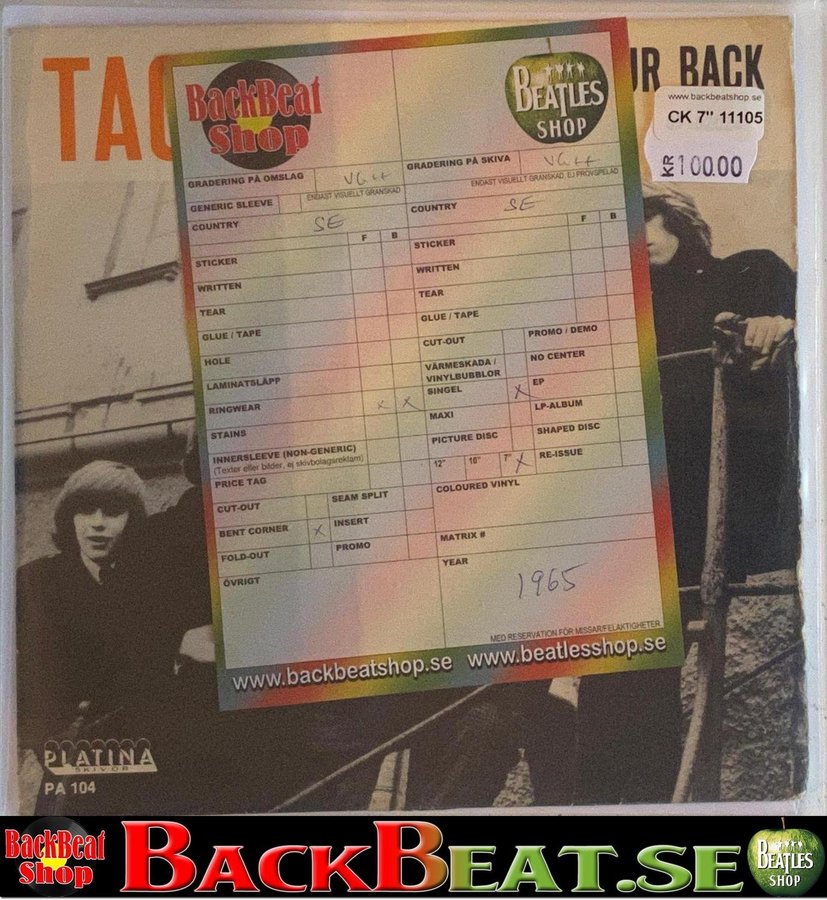 TAG
UR BACK
www.backbeatshop.se
CK 7" 11105
KR 100.00
BackBeat
Shop
BEATLES
SHOP
GRADERING PÅ OMSLAG VG++
ENDAST VISUELLT GRANSKAD
GENERIC SLEEVE
COUNTRY SE
F B
STICKER
WRITTEN
TEAR
GLUE / TAPE
HOLE
LAMINATSLÄPP
RINGWEAR X X
STAINS
INNERSLEEVE (NON-GENERIC)
(Texter eller bilder, ej skivbolagsreklam)
PRICE TAG
CUT-OUT SEAM SPLIT
BENT CORNER X INSERT
FOLD-OUT PROMO
ÖVRIGT
GRADERING PÅ SKIVA VG++
ENDAST VISUELLT GRANSKAD, EJ PROVSPELAD
COUNTRY SE
F B
STICKER
WRITTEN
TEAR
GLUE / TAPE
CUT-OUT PROMO / DEMO
VÄRMESKADA / NO CENTER
VINYLBUBBLOR
SINGEL X EP
MAXI LP-ALBUM
PICTURE DISC SHAPED DISC
12" 10" 7" X RE-ISSUE
COLOURED VINYL
MATRIX #
YEAR
1965
MED RESERVATION FÖR MISSAR/FELAKTIGHETER
www.backbeatshop.se www.beatlesshop.se
PLATINA
SKIVOR
PA 104
BackBeat
Shop
BACKBEAT.SE
BEATLES
SHOP